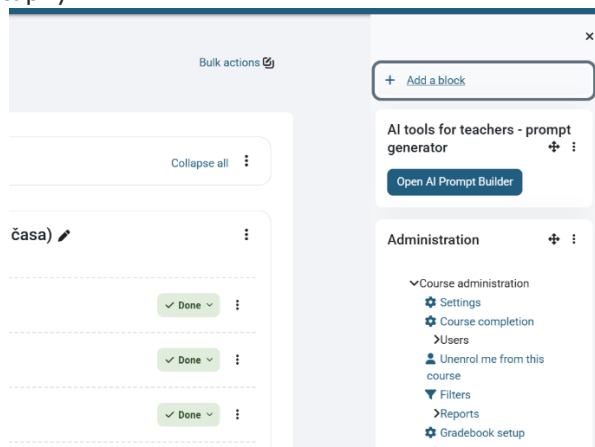 Bulk actions
Add a block
AI tools for teachers - prompt
generator
Open AI Prompt Builder
Collapse all
časa)
Administration
Course administration
Settings
Course completion
Users
Unenrol me from this
course
Filters
Reports
Gradebook setup
Done
Done
Done